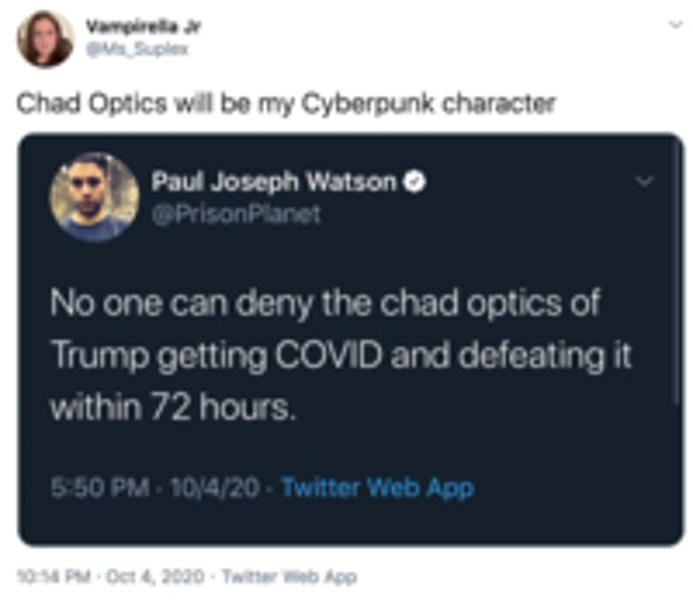 Vampirella Jr
@Ms_Suplex
Chad Optics will be my Cyberpunk character
Paul Joseph Watson
@PrisonPlanet
No one can deny the chad optics of
Trump getting COVID and defeating it
within 72 hours.
5:50 PM · 10/4/20 · Twitter Web App
10:14 PM · Oct 4, 2020 · Twitter Web App